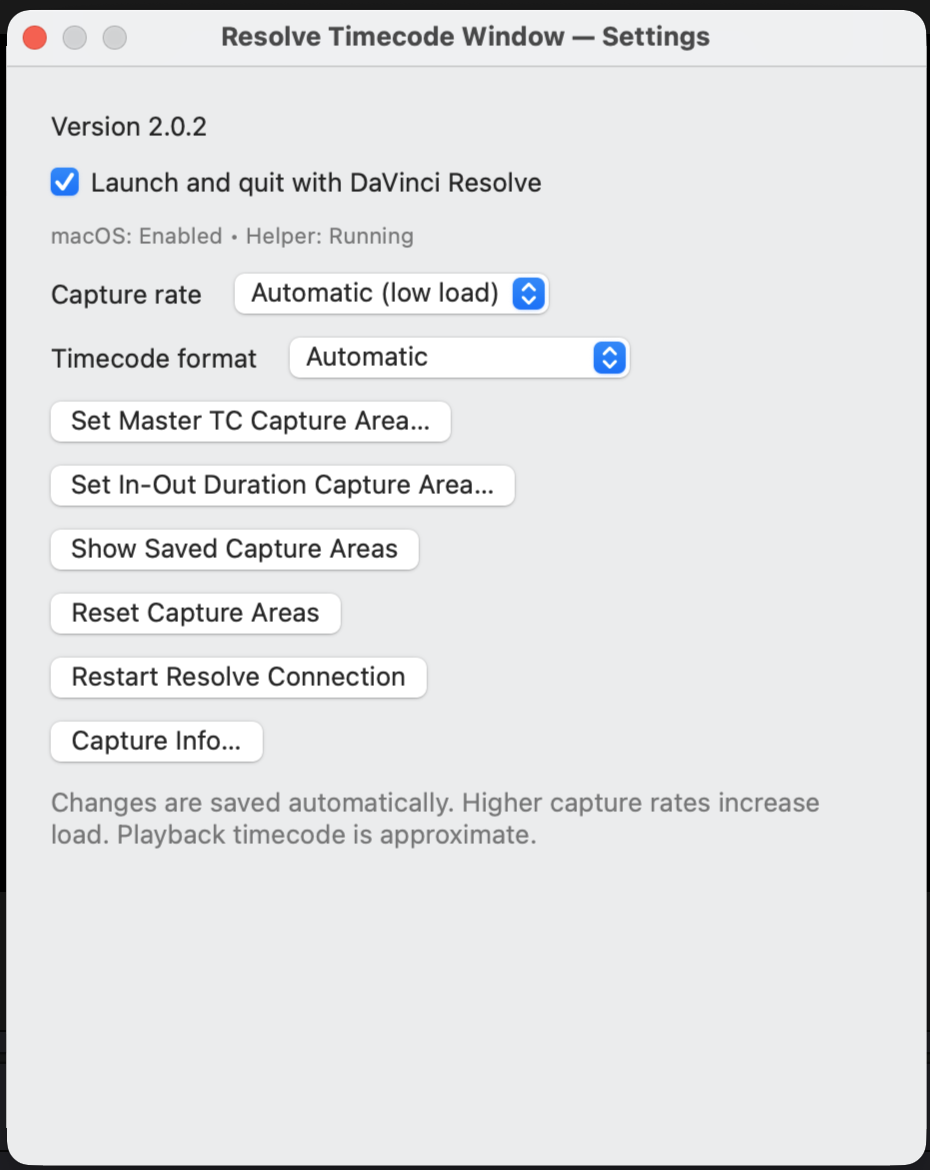 Resolve Timecode Window — Settings
Version 2.0.2
Launch and quit with DaVinci Resolve
macOS: Enabled • Helper: Running
Capture rate Automatic (low load)
Timecode format Automatic
Set Master TC Capture Area...
Set In-Out Duration Capture Area...
Show Saved Capture Areas
Reset Capture Areas
Restart Resolve Connection
Capture Info...
Changes are saved automatically. Higher capture rates increase
load. Playback timecode is approximate.